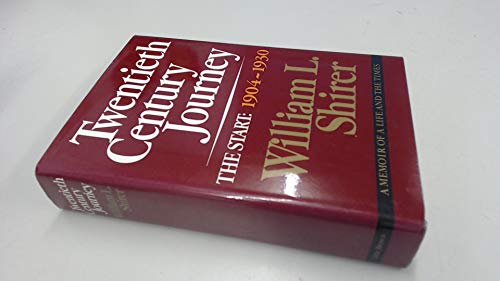 Twentieth
Century
Journey
THE START: 1904-1930
William L.
Shirer
A MEMOIR OF A LIFE AND THE TIMES
Twentieth
Century
Journey
William L.
Shirer